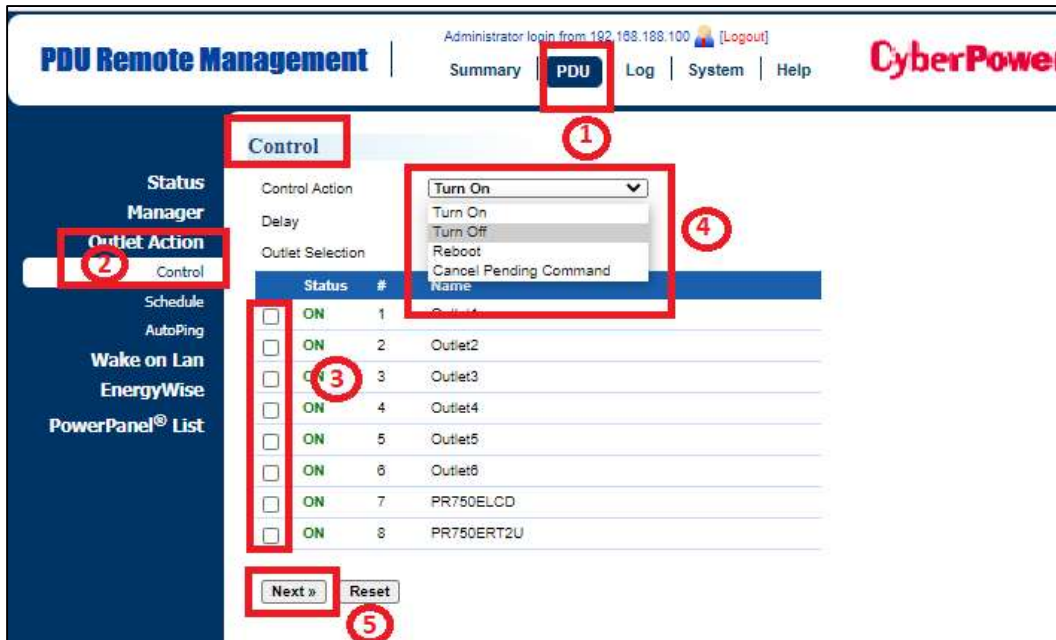 Administrator login from 192.168.188.100 [Logout]
PDU Remote Management
Summary PDU Log System Help
CyberPower
1
Control
Status
Manager
Outlet Action
2
Control
Schedule
AutoPing
Wake on Lan
EnergyWise
PowerPanel® List
Control Action Turn On
Delay
Outlet Selection
Turn On
Turn Off
Reboot
Cancel Pending Command
4
Status # Name
ON 1 Outlet1
ON 2 Outlet2
ON 3 Outlet3
3
ON 4 Outlet4
ON 5 Outlet5
ON 6 Outlet6
ON 7 PR750ELCD
ON 8 PR750ERT2U
Next » Reset
5